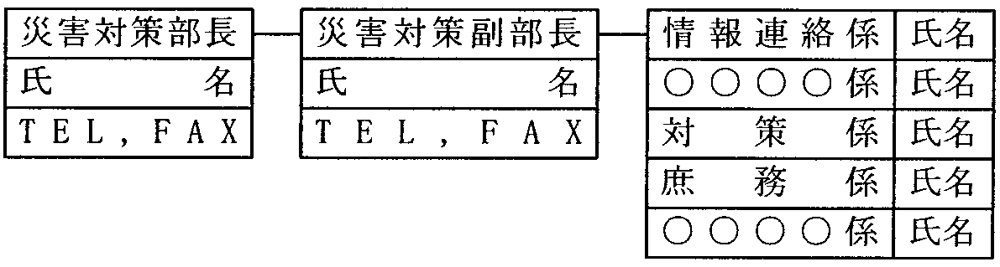 災害対策部長
氏名
TEL,FAX
災害対策副部長
氏名
TEL,FAX
情報連絡係 氏名
○○○○係 氏名
対策係 氏名
庶務係 氏名
○○○○係 氏名